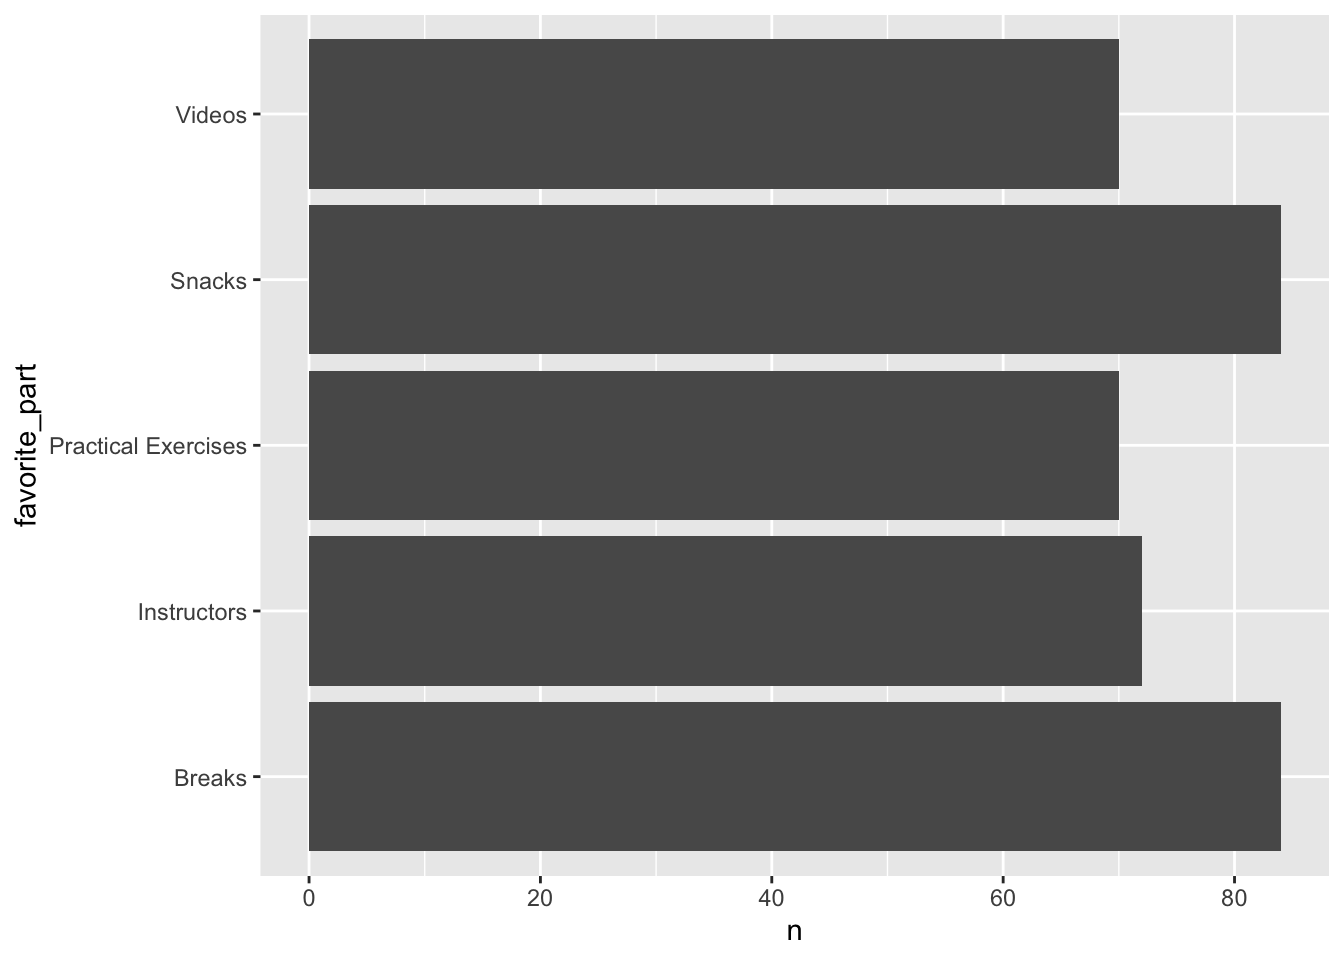 favorite_part
Videos
Snacks
Practical Exercises
Instructors
Breaks
0 20 40 60 80
n